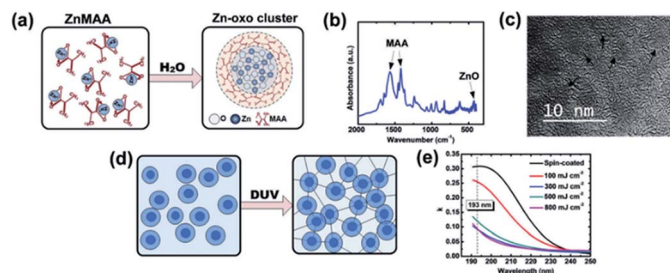 (a)
ZnMAA
Zn-oxo cluster
H₂O
O Zn MAA
(b)
Absorbance (a.u.)
MAA
ZnO
2000 1500 1000 500
Wavenumber (cm⁻¹)
(c)
10 nm
(d)
DUV
(e)
k
0.35
0.30
0.25
0.20
0.15
0.10
0.05
0.00
193 nm
Spin-coated
100 mJ cm⁻²
300 mJ cm⁻²
500 mJ cm⁻²
800 mJ cm⁻²
190 200 210 220 230 240 250
Wavelength (nm)